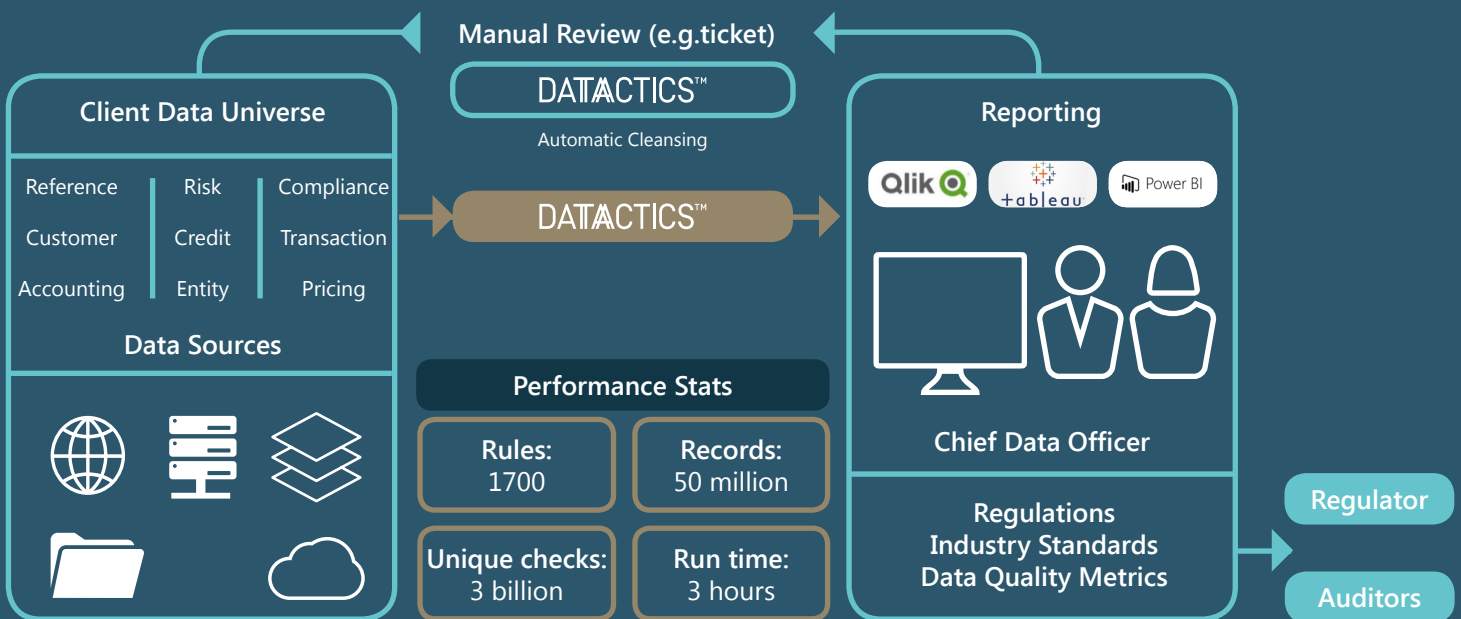 Manual Review (e.g.ticket)
DATACTICS™
Automatic Cleansing
DATACTICS™
Client Data Universe
Reference
Risk
Compliance
Customer
Credit
Transaction
Accounting
Entity
Pricing
Data Sources
Performance Stats
Rules:
1700
Records:
50 million
Unique checks:
3 billion
Run time:
3 hours
Reporting
Qlik
+ableau
Power BI
Chief Data Officer
Regulations
Industry Standards
Data Quality Metrics
Regulator
Auditors